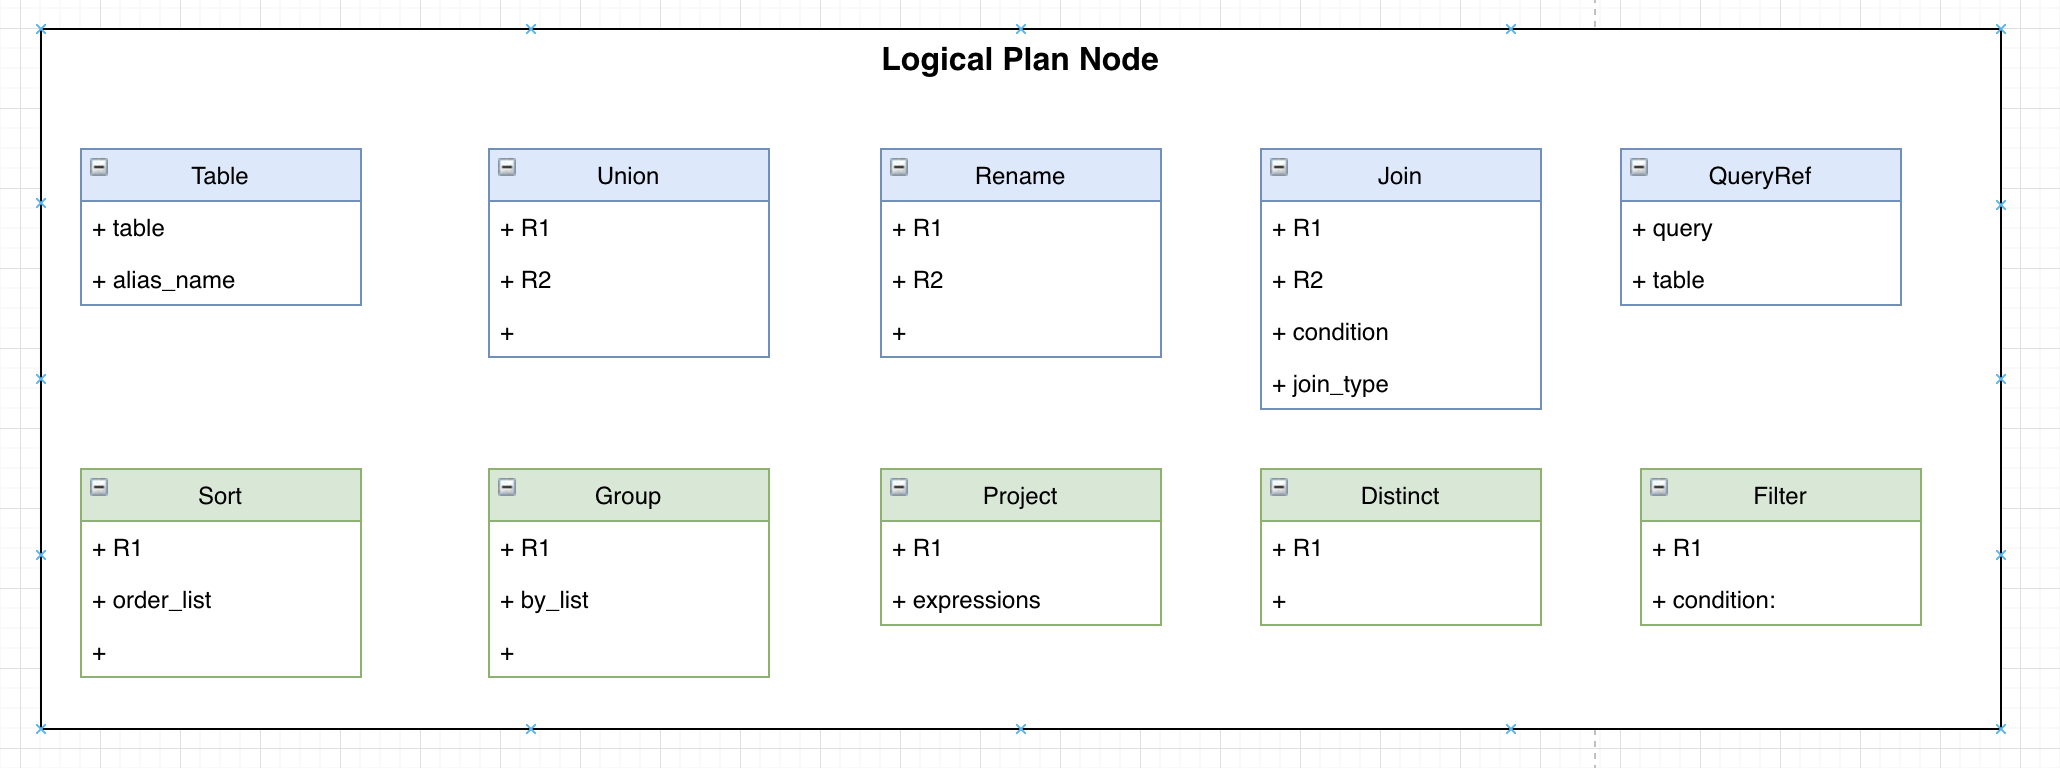 Logical Plan Node
Table
+ table
+ alias_name
Union
+ R1
+ R2
+
Rename
+ R1
+ R2
+
Join
+ R1
+ R2
+ condition
+ join_type
QueryRef
+ query
+ table
Sort
+ R1
+ order_list
+
Group
+ R1
+ by_list
+
Project
+ R1
+ expressions
Distinct
+ R1
+
Filter
+ R1
+ condition: